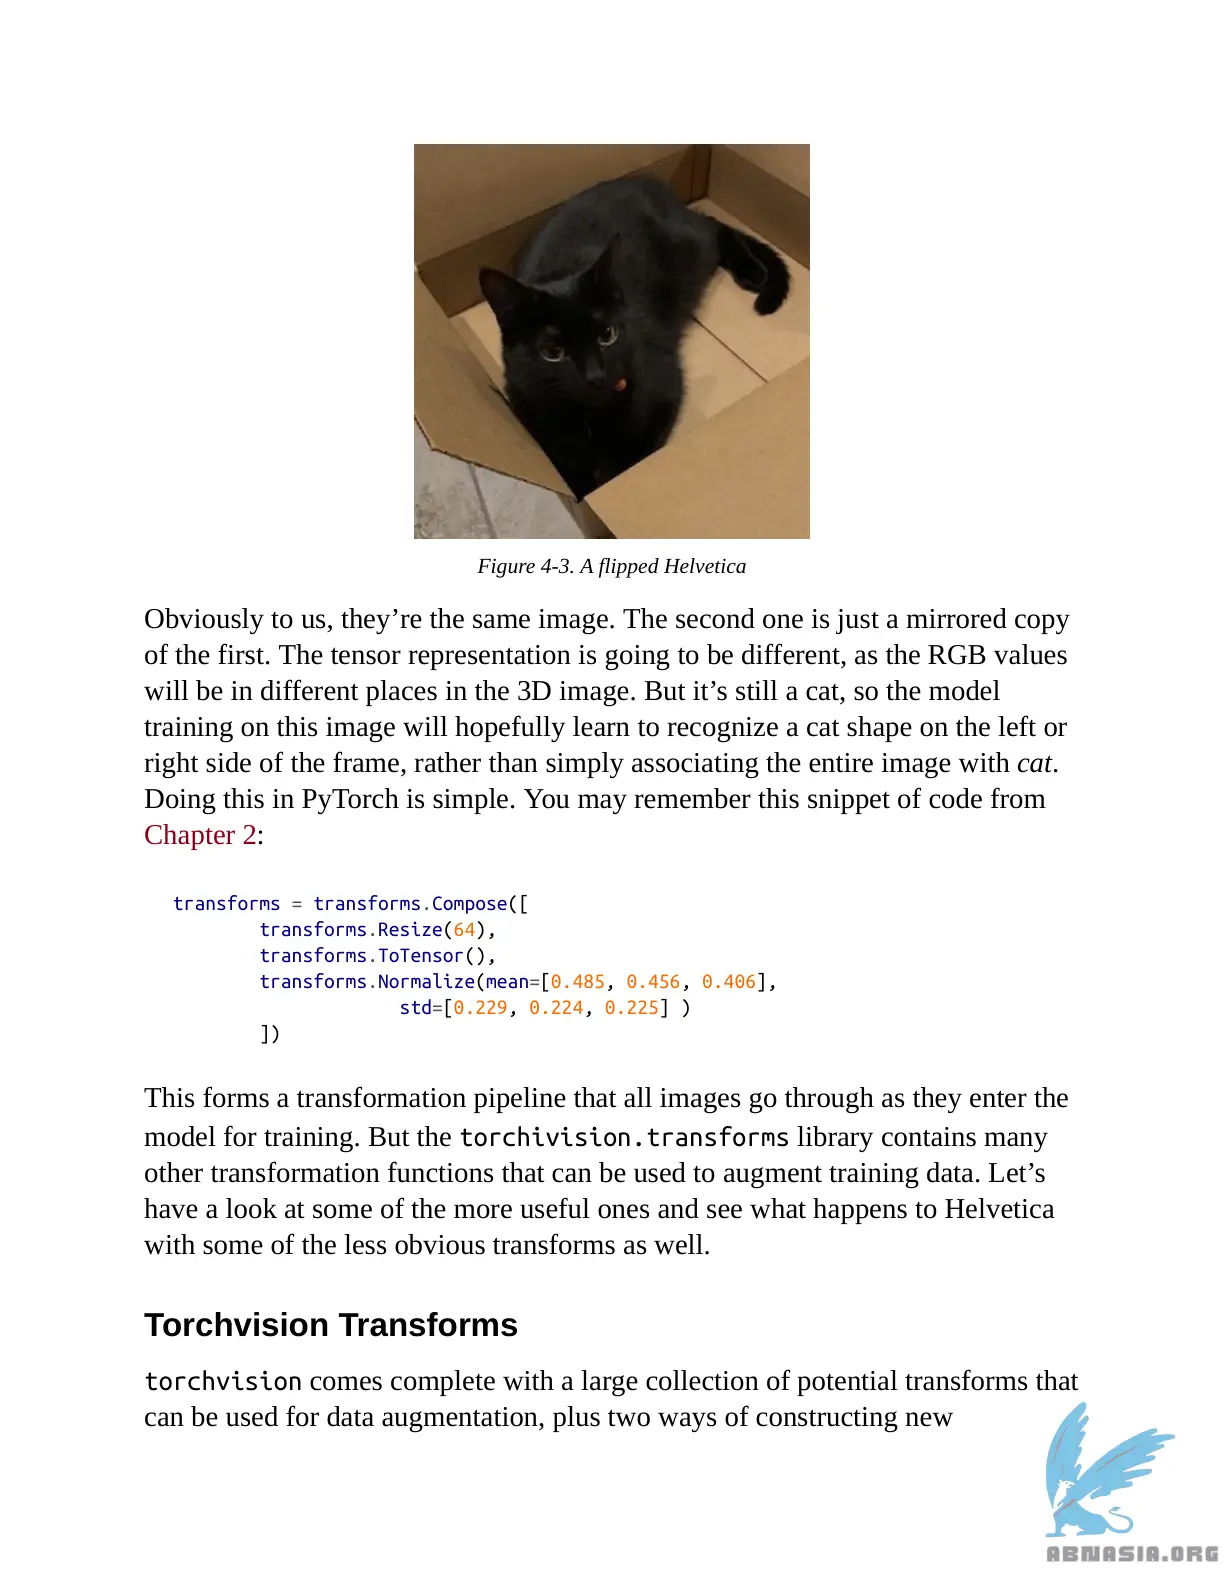 Figure 4-3. A flipped Helvetica
Obviously to us, they’re the same image. The second one is just a mirrored copy
of the first. The tensor representation is going to be different, as the RGB values
will be in different places in the 3D image. But it’s still a cat, so the model
training on this image will hopefully learn to recognize a cat shape on the left or
right side of the frame, rather than simply associating the entire image with cat.
Doing this in PyTorch is simple. You may remember this snippet of code from
Chapter 2:
transforms = transforms.Compose([
        transforms.Resize(64),
        transforms.ToTensor(),
        transforms.Normalize(mean=[0.485, 0.456, 0.406],
                     std=[0.229, 0.224, 0.225] )
        ])
This forms a transformation pipeline that all images go through as they enter the
model for training. But the torchivision.transforms library contains many
other transformation functions that can be used to augment training data. Let’s
have a look at some of the more useful ones and see what happens to Helvetica
with some of the less obvious transforms as well.
Torchvision Transforms
torchvision comes complete with a large collection of potential transforms that
can be used for data augmentation, plus two ways of constructing new
ABNASIA.ORG